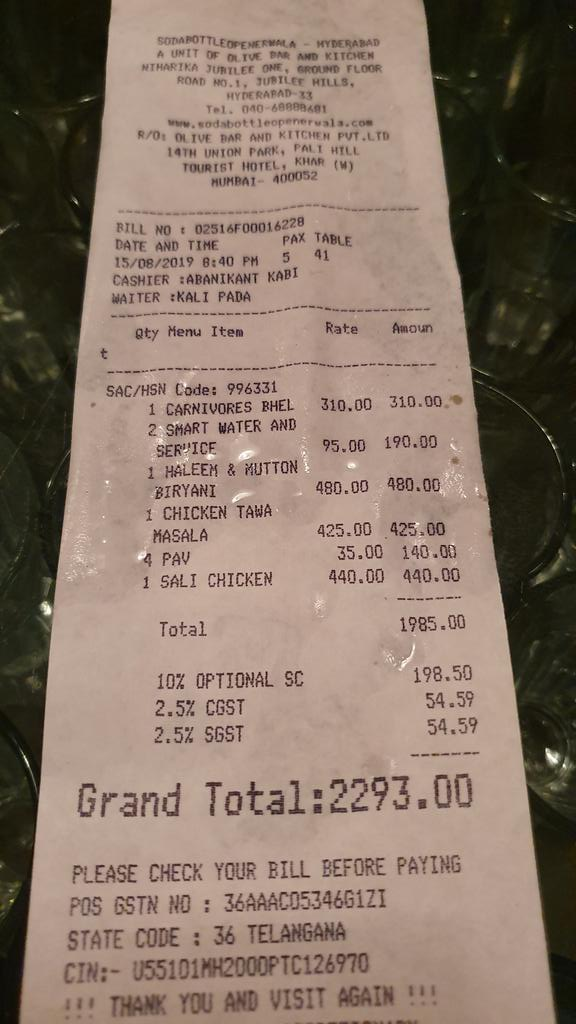 SODABOTTLEOPENERWALA - HYDERABAD
A UNIT OF OLIVE BAR AND KITCHEN
NIHARIKA JUBILEE ONE, GROUND FLOOR
ROAD NO.1, JUBILEE HILLS,
HYDERABAD-33
Tel. 040-68888681
www.sodabottleopenerwala.com
R/O: OLIVE BAR AND KITCHEN PVT.LTD
14TH UNION PARK, PALI HILL
TOURIST HOTEL, KHAR (W)
MUMBAI- 400052
BILL NO : 02516F00016228
DATE AND TIME PAX TABLE
15/08/2019 8:40 PM 5 41
CASHIER :ABANIKANT KABI
WAITER :KALI PADA
Qty Menu Item Rate Amoun
t
SAC/HSN Code: 996331
1 CARNIVORES BHEL 310.00 310.00
2 SMART WATER AND
SERVICE 95.00 190.00
1 HALEEM & MUTTON
BIRYANI 480.00 480.00
1 CHICKEN TAWA
MASALA 425.00 425.00
4 PAV 35.00 140.00
1 SALI CHICKEN 440.00 440.00
Total 1985.00
10% OPTIONAL SC 198.50
2.5% CGST 54.59
2.5% SGST 54.59
Grand Total:2293.00
PLEASE CHECK YOUR BILL BEFORE PAYING
POS GSTN NO : 36AAACO5346G1ZI
STATE CODE : 36 TELANGANA
CIN:- U55101MH2000PTC126970
!!! THANK YOU AND VISIT AGAIN !!!